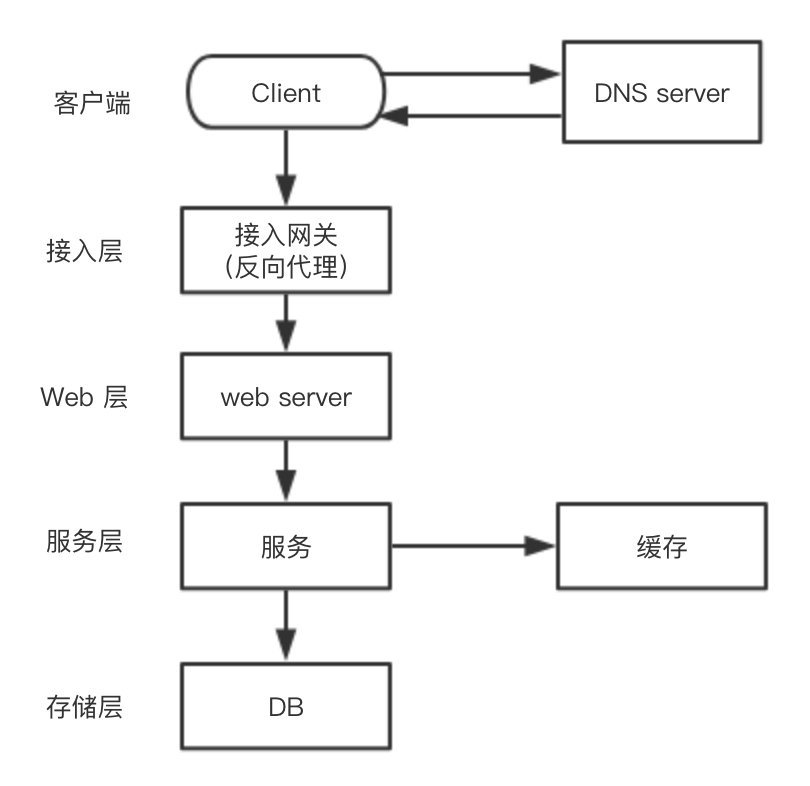 客户端
Client
DNS server
接入层
接入网关
（反向代理）
Web 层
web server
服务层
服务
缓存
存储层
DB